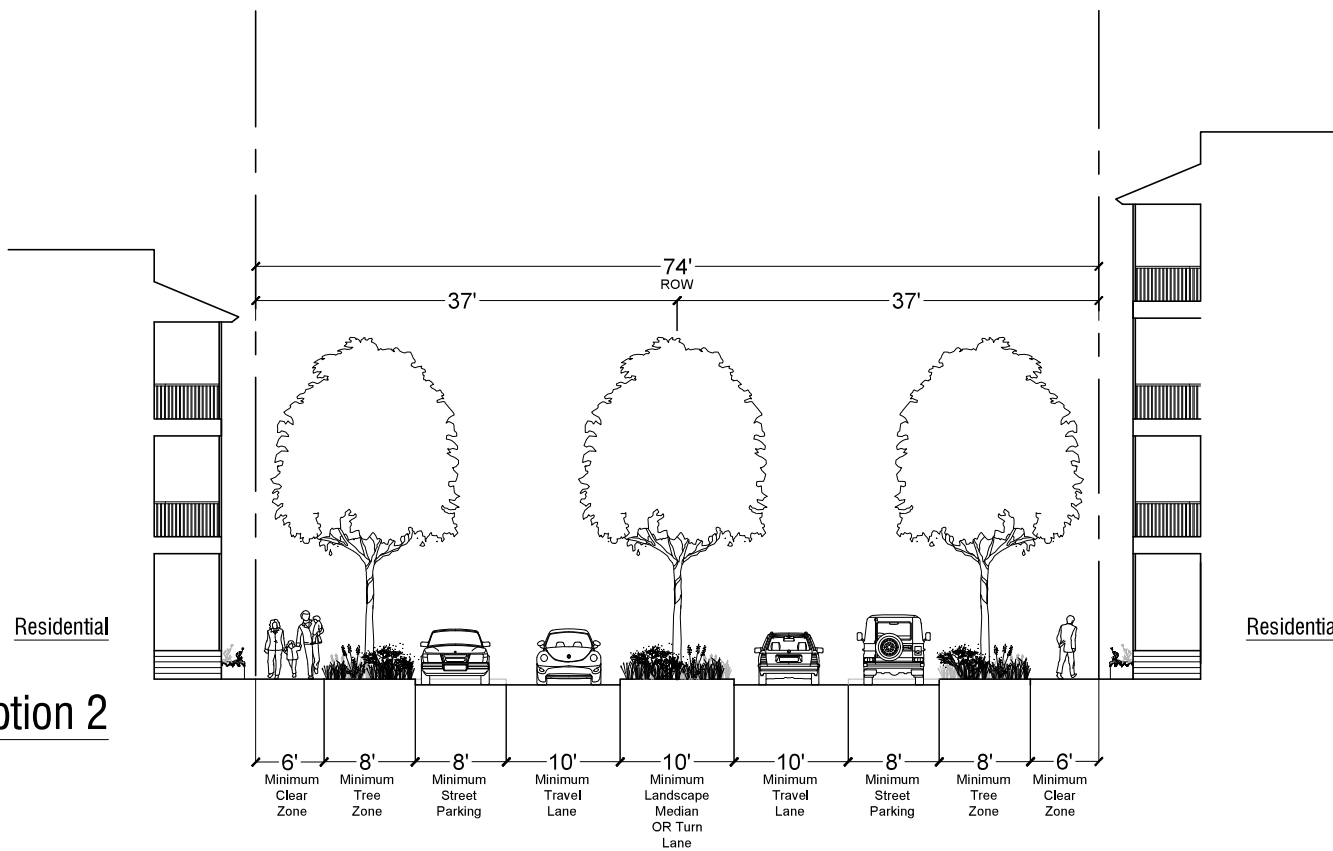 74'
ROW
37'
37'
Residential
Residentia
ption 2
6'
Minimum
Clear
Zone
8'
Minimum
Tree
Zone
8'
Minimum
Street
Parking
10'
Minimum
Travel
Lane
10'
Minimum
Landscape
Median
OR Turn
Lane
10'
Minimum
Travel
Lane
8'
Minimum
Street
Parking
8'
Minimum
Tree
Zone
6'
Minimum
Clear
Zone